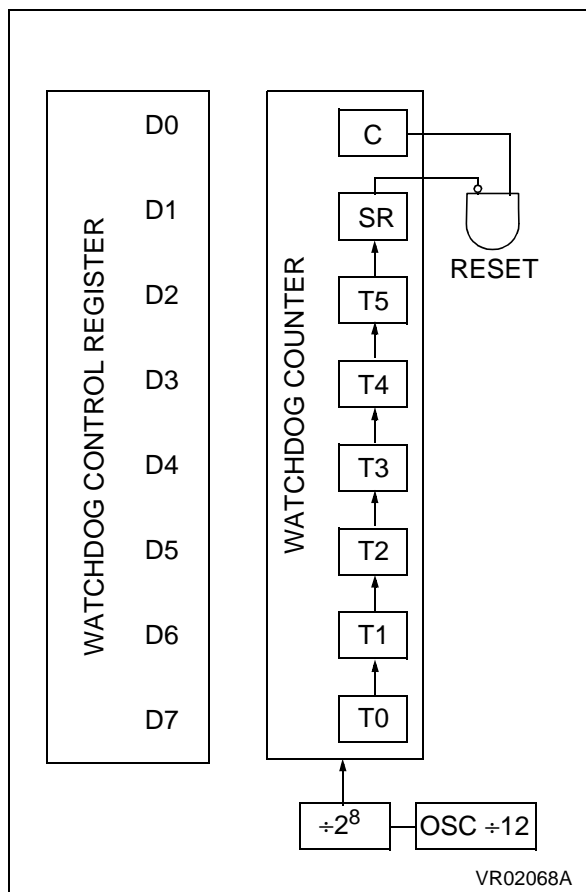 WATCHDOG CONTROL REGISTER
D0
D1
D2
D3
D4
D5
D6
D7
WATCHDOG COUNTER
C
SR
T5
T4
T3
T2
T1
T0
RESET
÷2⁸
OSC ÷12
VR02068A